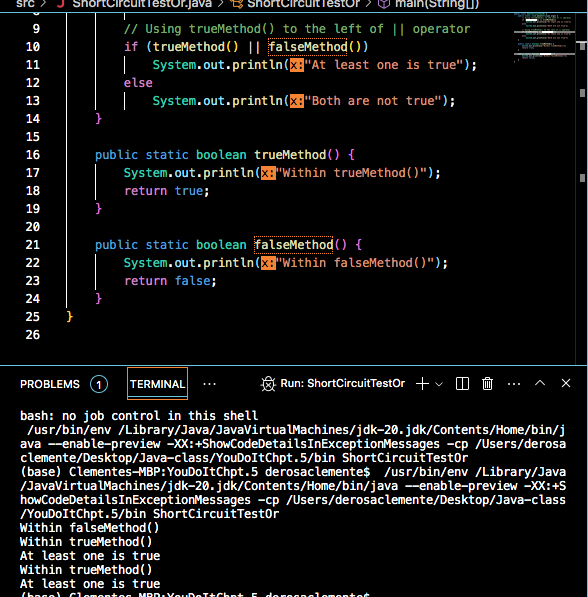 src > J ShortCircuitTestOr.java > ShortCircuitTestOr > main(String[])
9 // Using trueMethod() to the left of || operator
10 if (trueMethod() || falseMethod())
11 System.out.println(x:"At least one is true");
12 else
13 System.out.println(x:"Both are not true");
14 }
15
16 public static boolean trueMethod() {
17 System.out.println(x:"Within trueMethod()");
18 return true;
19 }
20
21 public static boolean falseMethod() {
22 System.out.println(x:"Within falseMethod()");
23 return false;
24 }
25 }
26
PROBLEMS 1 TERMINAL ... Run: ShortCircuitTestOr
bash: no job control in this shell
/usr/bin/env /Library/Java/JavaVirtualMachines/jdk-20.jdk/Contents/Home/bin/j
ava --enable-preview -XX:+ShowCodeDetailsInExceptionMessages -cp /Users/derosa
clemente/Desktop/Java-class/YouDoItChpt.5/bin ShortCircuitTestOr
(base) Clementes-MBP:YouDoItChpt.5 derosaclemente$ /usr/bin/env /Library/Java
/JavaVirtualMachines/jdk-20.jdk/Contents/Home/bin/java --enable-preview -XX:+S
howCodeDetailsInExceptionMessages -cp /Users/derosaclemente/Desktop/Java-class
/YouDoItChpt.5/bin ShortCircuitTestOr
Within falseMethod()
Within trueMethod()
At least one is true
Within trueMethod()
At least one is true
(base) Clementes-MBP:YouDoItChpt.5 derosaclemente$